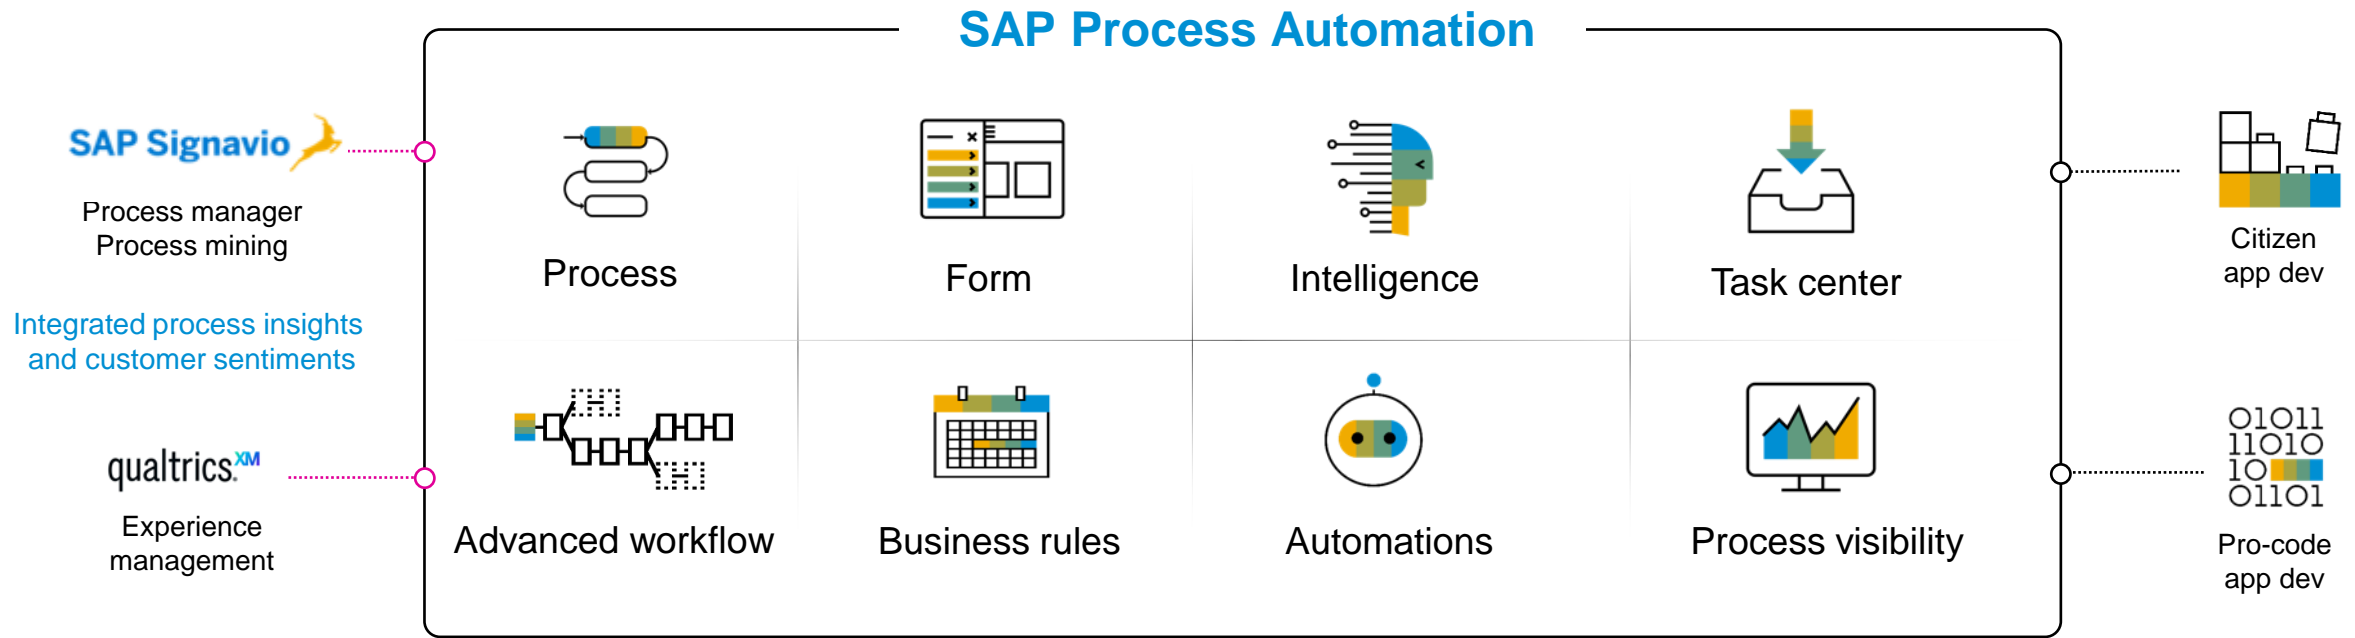 SAP Process Automation
SAP Signavio
Process manager
Process mining
Integrated process insights
and customer sentiments
qualtrics.XM
Experience
management
Process
Form
Intelligence
Task center
Advanced workflow
Business rules
Automations
Process visibility
Citizen
app dev
01011
11010
10
01101
Pro-code
app dev